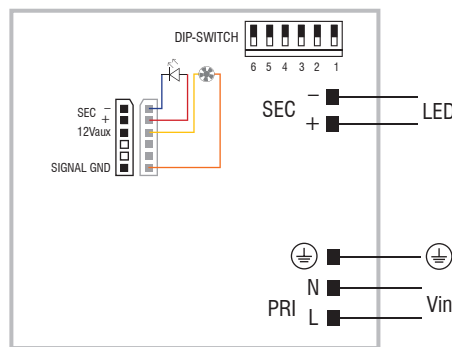 DIP-SWITCH
6 5 4 3 2 1
SEC −
+
12Vaux
SIGNAL GND
SEC − LED
+
N
PRI Vin
L